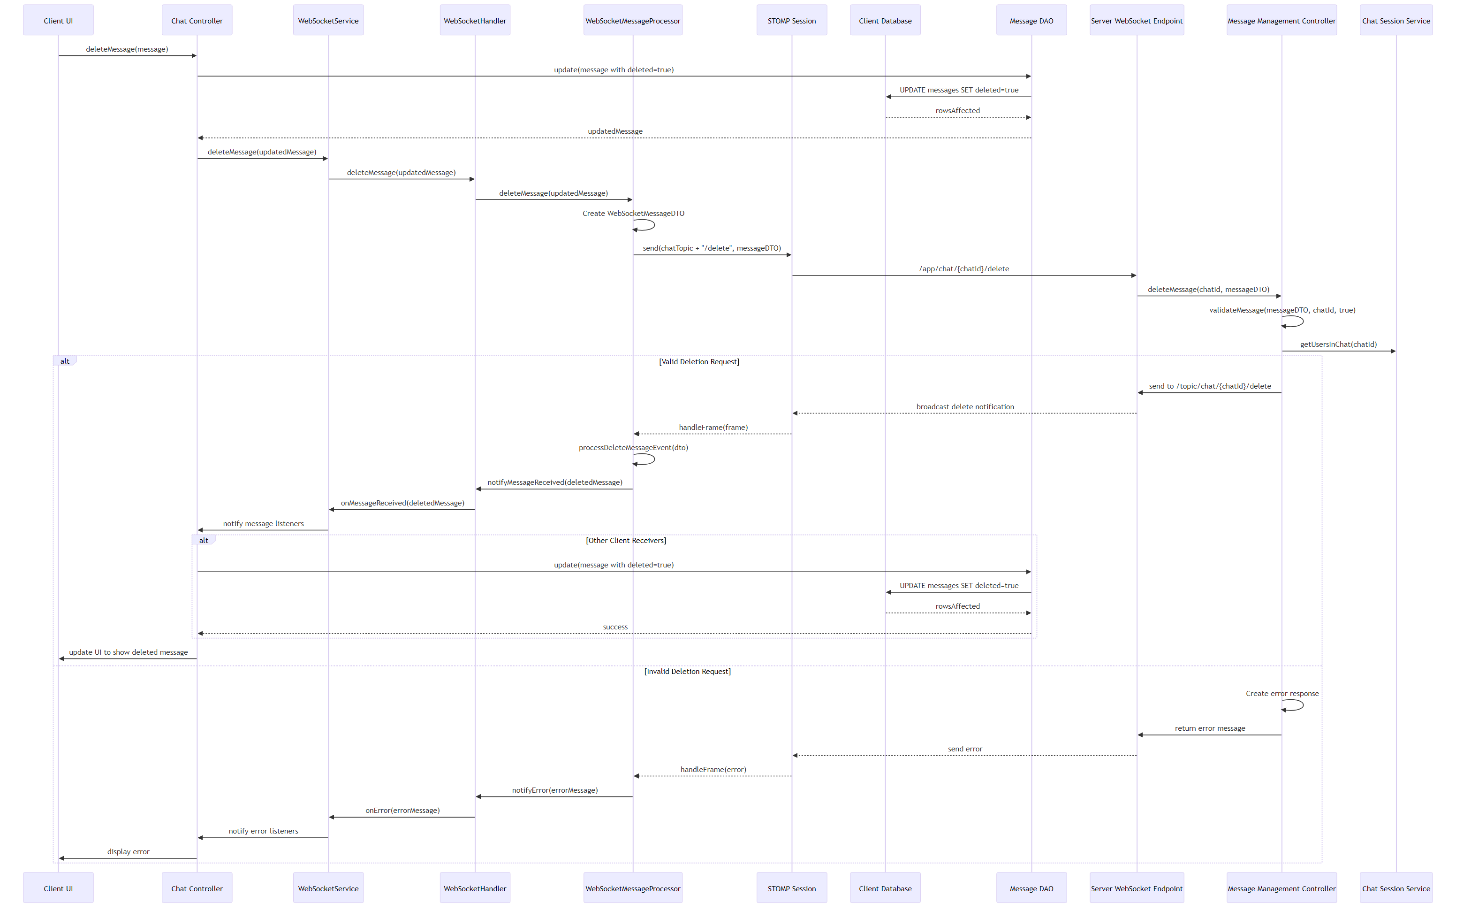 Client UI
Chat Controller
WebSocketService
WebSocketHandler
WebSocketMessageProcessor
STOMP Session
Client Database
Message DAO
Server WebSocket Endpoint
Message Management Controller
Chat Session Service
deleteMessage(message)
update(message with deleted=true)
UPDATE messages SET deleted=true
rowsAffected
updatedMessage
deleteMessage(updatedMessage)
deleteMessage(updatedMessage)
deleteMessage(updatedMessage)
Create WebSocketMessageDTO
send(chatTopic + "/delete", messageDTO)
/app/chat/{chatId}/delete
deleteMessage(chatId, messageDTO)
validateMessage(messageDTO, chatId, true)
getUsersInChat(chatId)
alt
[Valid Deletion Request]
send to /topic/chat/{chatId}/delete
broadcast delete notification
handleFrame(frame)
processDeleteMessageEvent(dto)
notifyMessageReceived(deletedMessage)
onMessageReceived(deletedMessage)
notify message listeners
alt
[Other Client Receivers]
update(message with deleted=true)
UPDATE messages SET deleted=true
rowsAffected
success
update UI to show deleted message
[Invalid Deletion Request]
Create error response
return error message
send error
handleFrame(error)
notifyError(errorMessage)
onError(errorMessage)
notify error listeners
display error
Client UI
Chat Controller
WebSocketService
WebSocketHandler
WebSocketMessageProcessor
STOMP Session
Client Database
Message DAO
Server WebSocket Endpoint
Message Management Controller
Chat Session Service